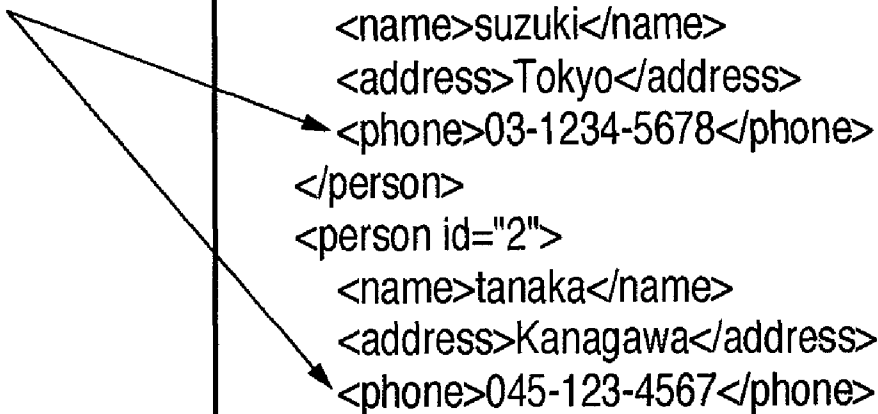 <name>suzuki</name>
<address>Tokyo</address>
<phone>03-1234-5678</phone>
</person>
<person id="2">
<name>tanaka</name>
<address>Kanagawa</address>
<phone>045-123-4567</phone>